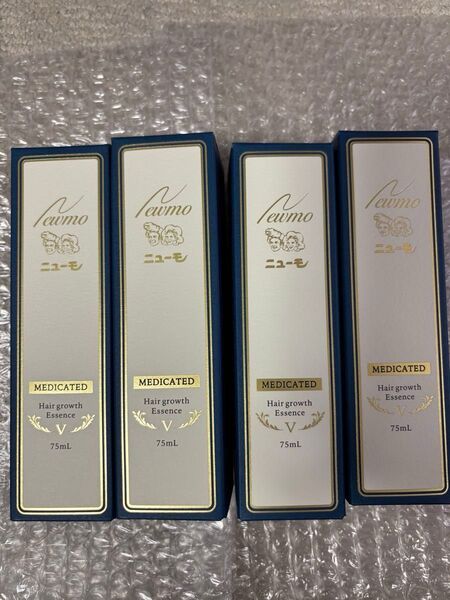 Newmo
ニューモ
MEDICATED
Hair growth
Essence
V
75mL
Newmo
ニューモ
MEDICATED
Hair growth
Essence
V
75mL
Newmo
ニューモ
MEDICATED
Hair growth
Essence
V
75mL
Newmo
ニューモ
MEDICATED
Hair growth
Essence
V
75mL